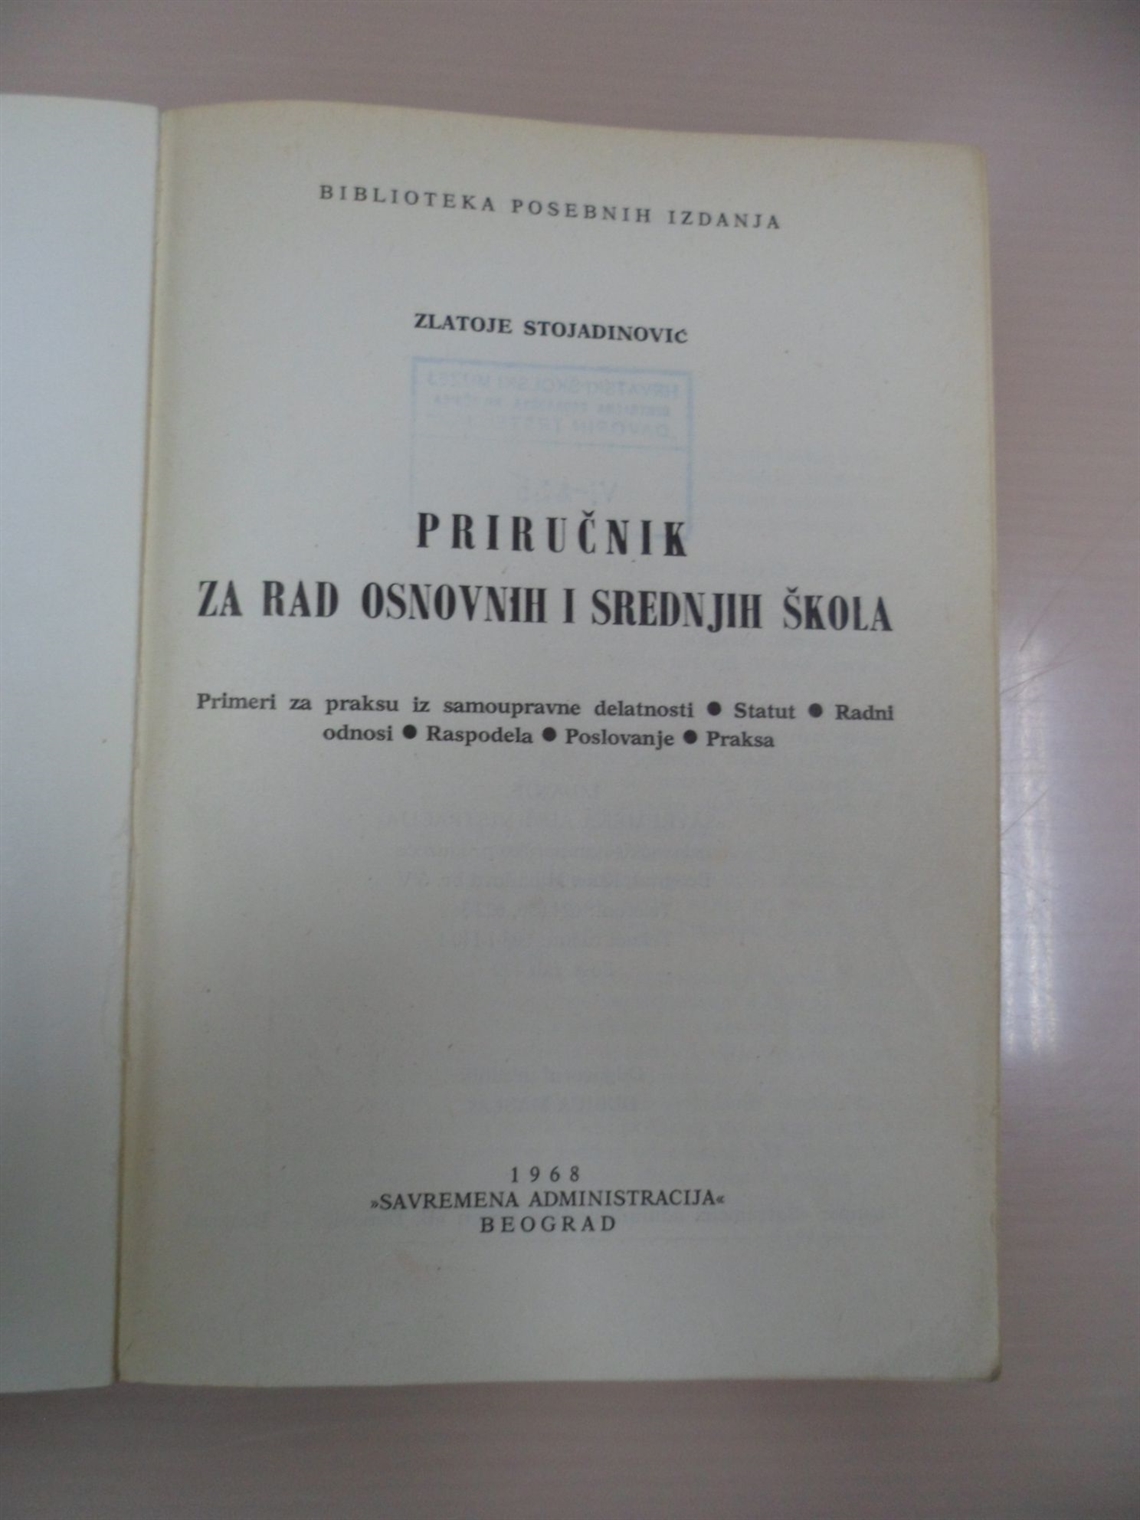 BIBLIOTEKA POSEBNIH IZDANJA
ZLATOJE STOJADINOVIĆ
PRIRUČNIK
ZA RAD OSNOVNIH I SREDNJIH ŠKOLA
Primeri za praksu iz samoupravne delatnosti ● Statut ● Radni
odnosi ● Raspodela ● Poslovanje ● Praksa
1968
»SAVREMENA ADMINISTRACIJA«
BEOGRAD